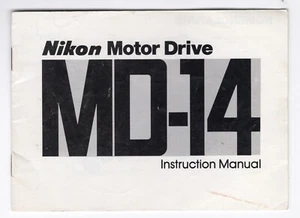 Nikon Motor Drive
MD-14
Instruction Manual